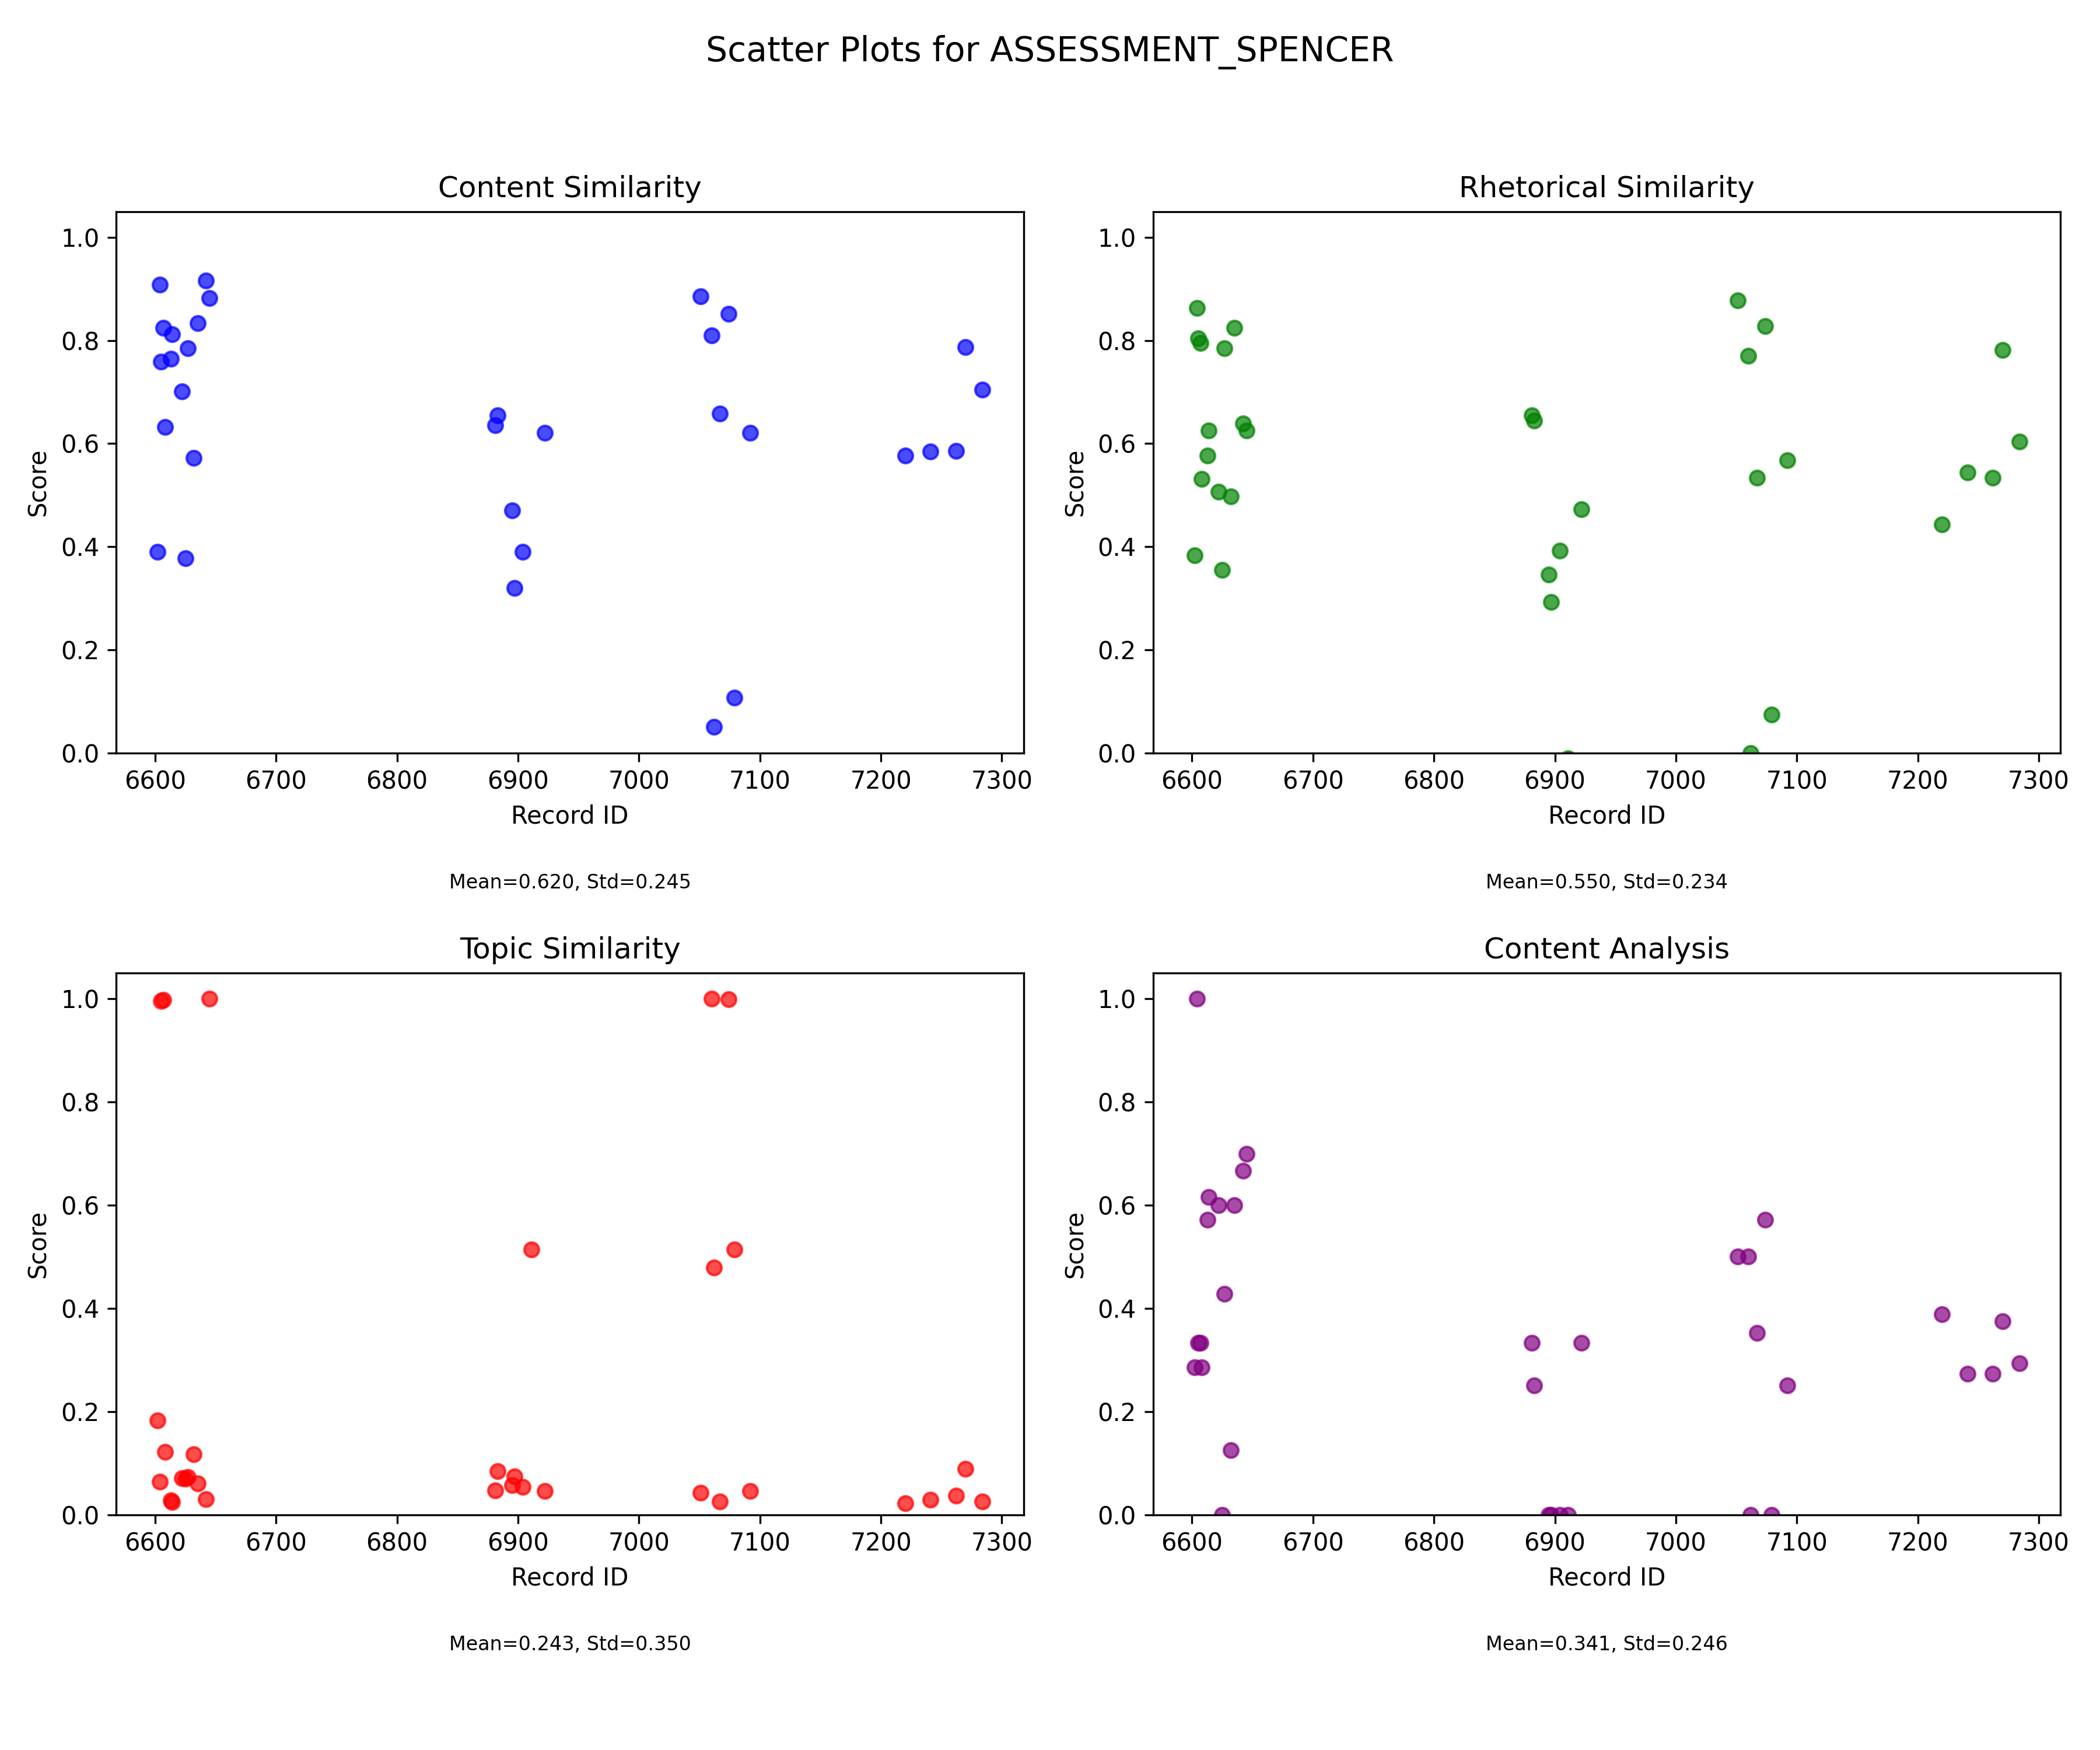 Scatter Plots for ASSESSMENT_SPENCER
Content Similarity
1.0
0.8
0.6
0.4
0.2
0.0
Score
6600 6700 6800 6900 7000 7100 7200 7300
Record ID
Mean=0.620, Std=0.245
Rhetorical Similarity
1.0
0.8
0.6
0.4
0.2
0.0
Score
6600 6700 6800 6900 7000 7100 7200 7300
Record ID
Mean=0.550, Std=0.234
Topic Similarity
1.0
0.8
0.6
0.4
0.2
0.0
Score
6600 6700 6800 6900 7000 7100 7200 7300
Record ID
Mean=0.243, Std=0.350
Content Analysis
1.0
0.8
0.6
0.4
0.2
0.0
Score
6600 6700 6800 6900 7000 7100 7200 7300
Record ID
Mean=0.341, Std=0.246